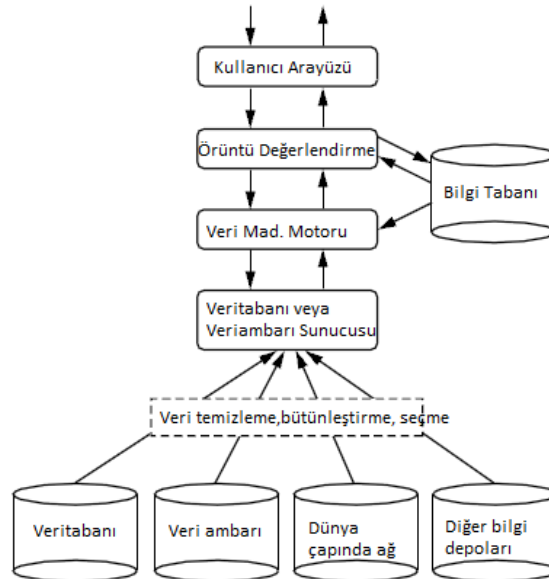 Kullanıcı Arayüzü
Örüntü Değerlendirme
Bilgi Tabanı
Veri Mad. Motoru
Veritabanı veya
Veriambarı Sunucusu
Veri temizleme,bütünleştirme, seçme
Veritabanı
Veri ambarı
Dünya
çapında ağ
Diğer bilgi
depoları